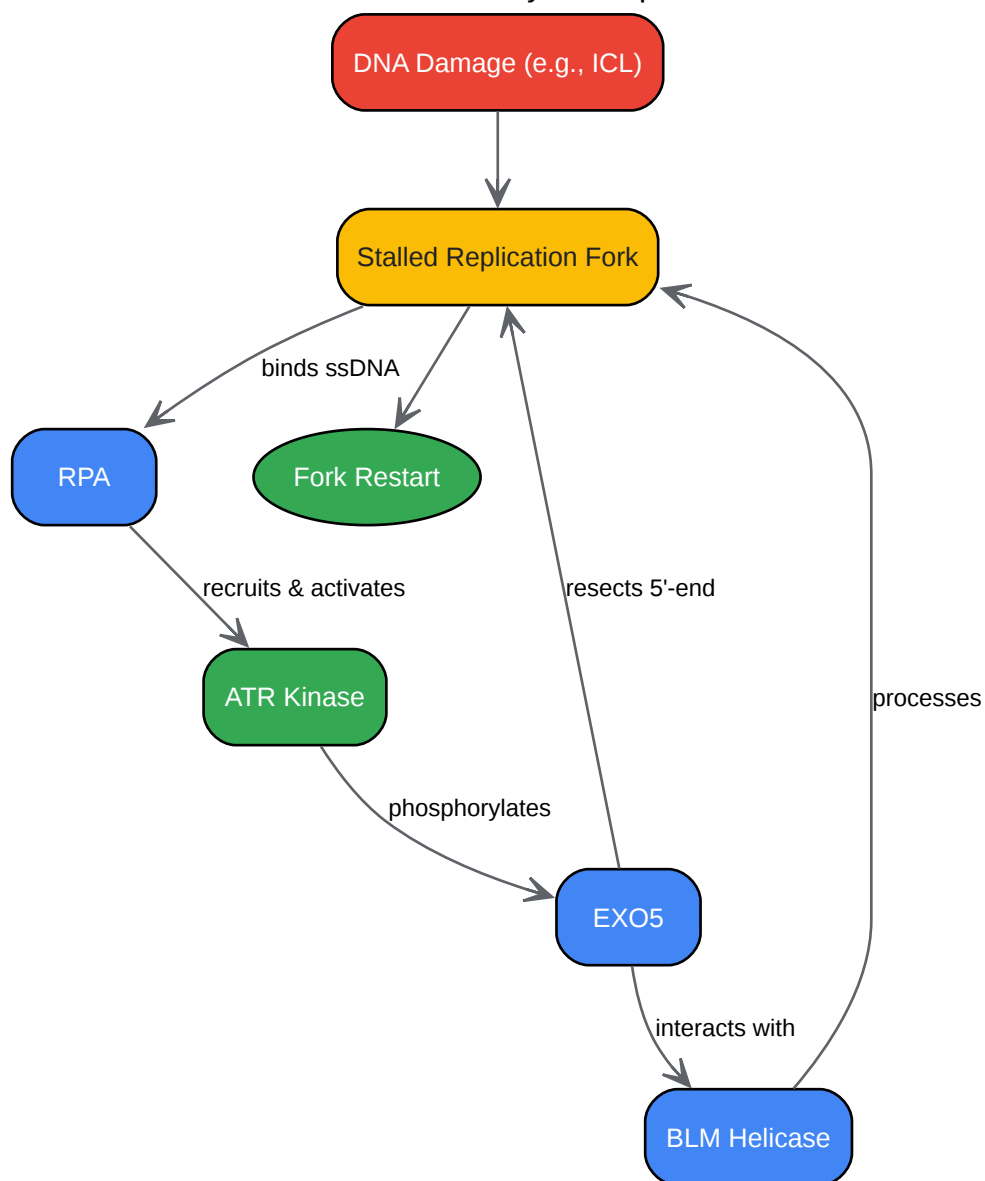 DNA Damage (e.g., ICL)
Stalled Replication Fork
binds ssDNA
RPA
Fork Restart
recruits & activates
resects 5'-end
ATR Kinase
processes
phosphorylates
EXO5
interacts with
BLM Helicase